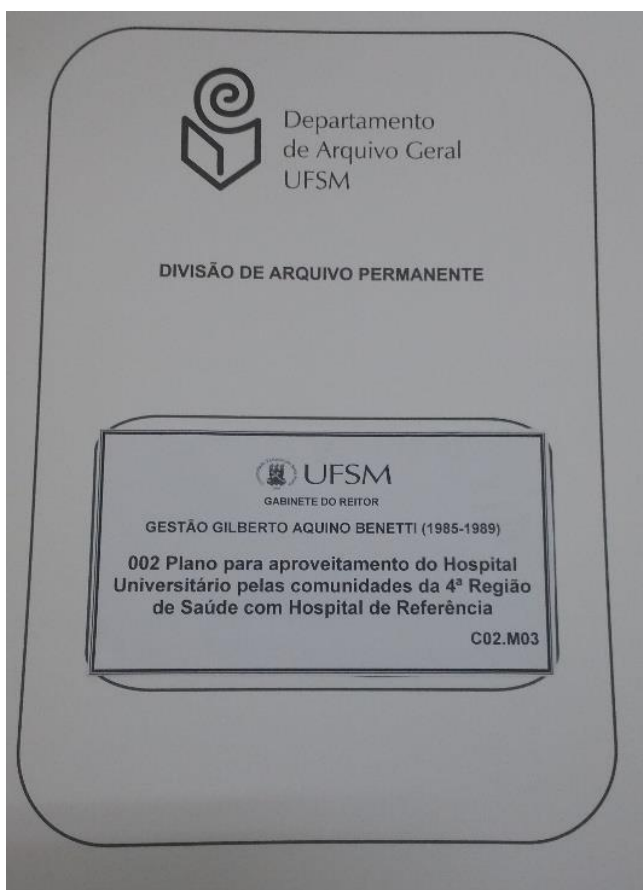 Departamento
de Arquivo Geral
UFSM
DIVISÃO DE ARQUIVO PERMANENTE
UFSM
GABINETE DO REITOR
GESTÃO GILBERTO AQUINO BENETTI (1985-1989)
002 Plano para aproveitamento do Hospital
Universitário pelas comunidades da 4ª Região
de Saúde com Hospital de Referência
C02.M03